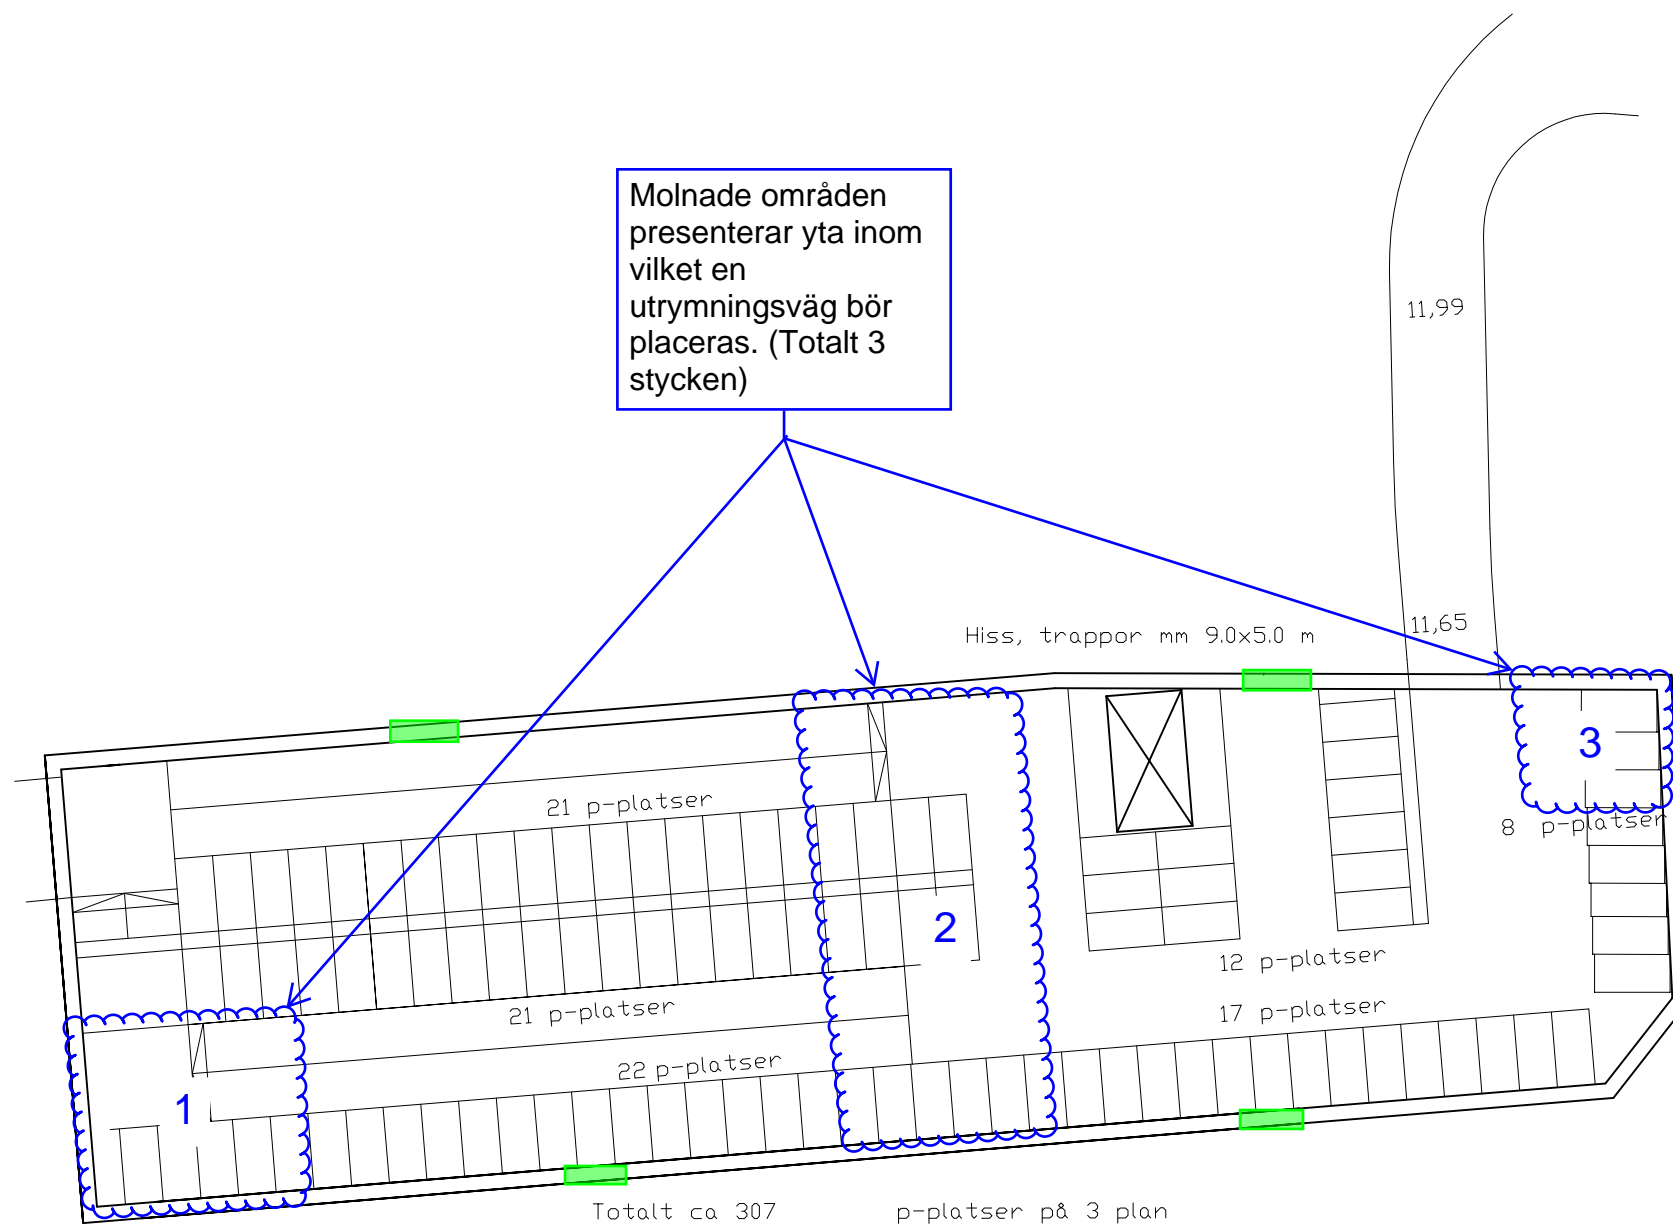 Molnade områden
presenterar yta inom
vilket en
utrymningsväg bör
placeras. (Totalt 3
stycken)
11,99
11,65
Hiss, trappor mm 9.0x5.0 m
3
21 p-platser
8 p-platser
2
12 p-platser
21 p-platser
17 p-platser
22 p-platser
1
Totalt ca 307 p-platser på 3 plan